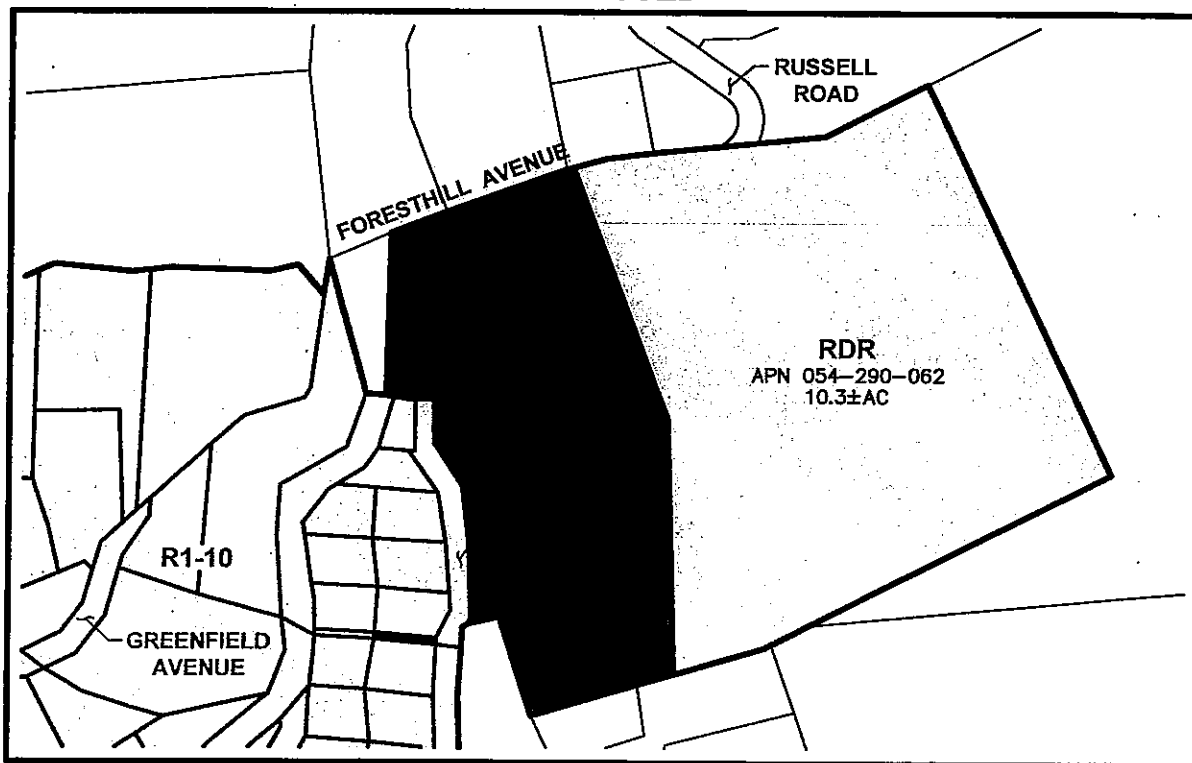 RUSSELL
ROAD
FORESTHILL AVENUE
RDR
APN 054-290-062
10.3±AC
R1-10
GREENFIELD
AVENUE